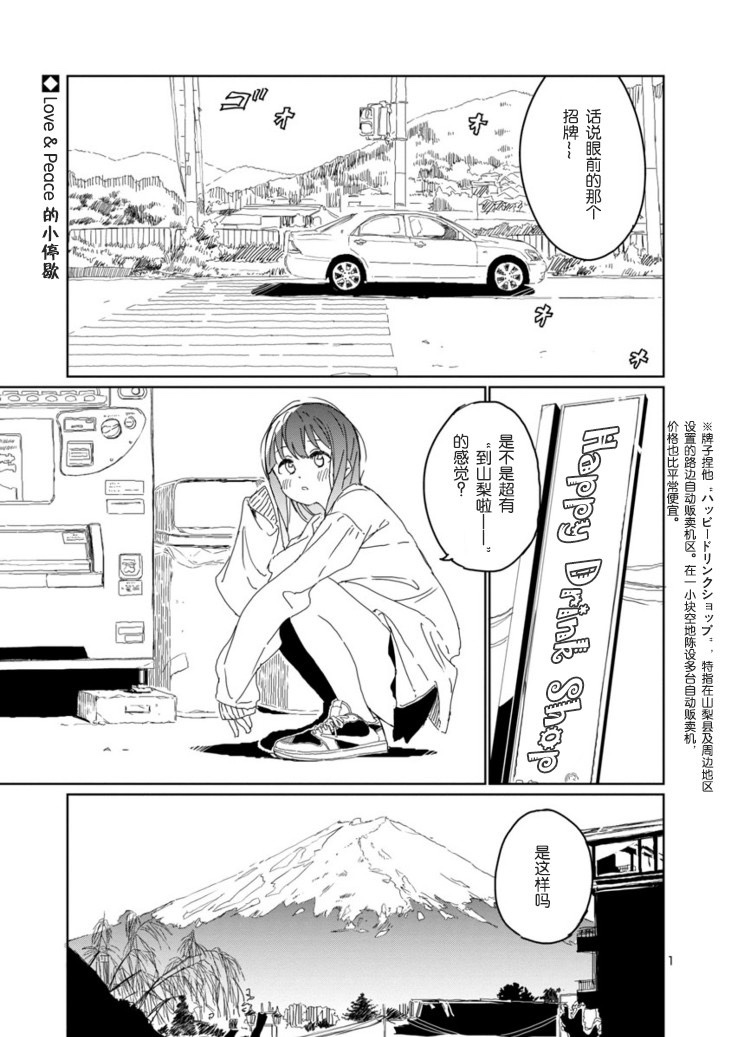 ◆Love & Peace 的小停歇
ゴ″
オ
オ
オ
オ
话说眼前的那个
招牌~~
Happy Drink Shop
是不是超有
“到山梨啦——”
的感觉?
※牌子捏他“ハッピードリンクショップ”，特指在山梨县及周边地区
设置的路边自动贩卖机区。在一小块空地陈设多台自动贩卖机，
价格也比平常便宜。
是这样吗
1